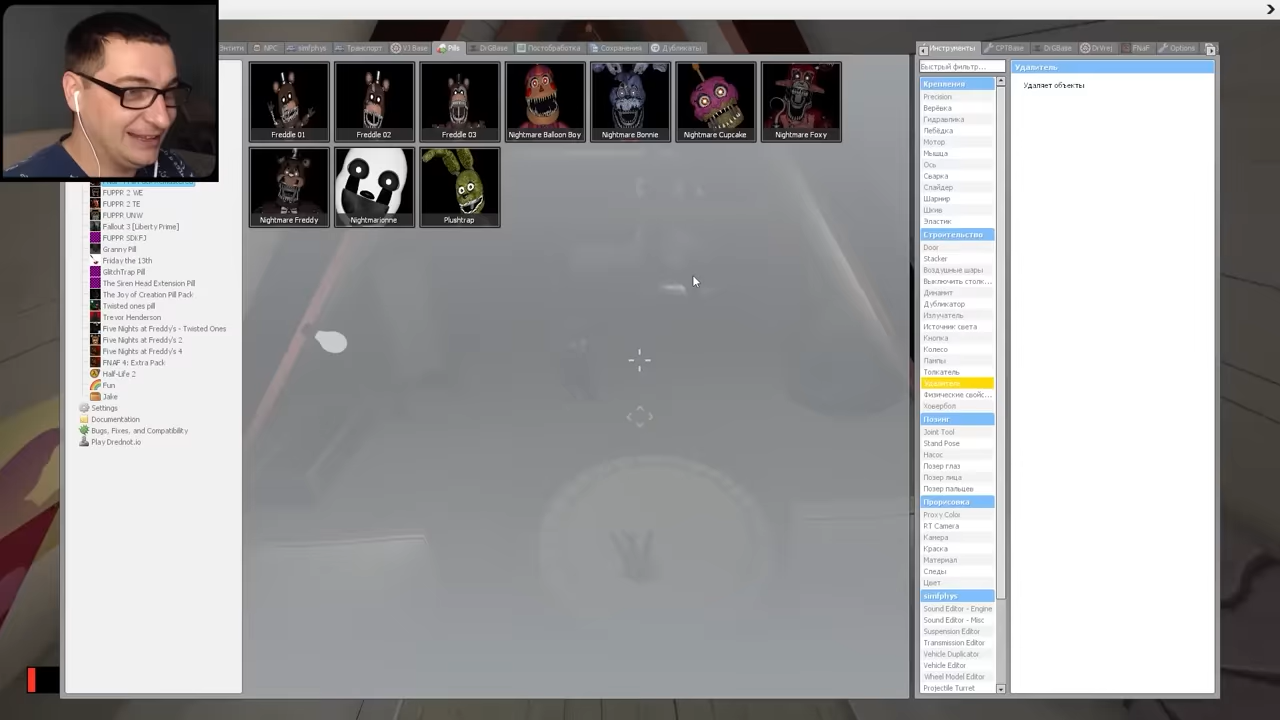 NPC
simfphys
Транспорт
VJ Base
Pills
DrGBase
Постобработка
Сохранения
Дубликаты
Freddle 01
Freddle 02
Freddle 03
Nightmare Balloon Boy
Nightmare Bonnie
Nightmare Cupcake
Nightmare Foxy
Nightmare Freddy
Nightmarionne
Plushtrap
FUPPR 2 WE
FUPPR 2 TE
FUPPR UNW
Fallout 3 [Liberty Prime]
FUPPR SDI.FJ
Granny Pill
Friday the 13th
GlitchTrap Pill
The Siren Head Extension Pill
The Joy of Creation Pill Pack
Twisted ones pill
Trevor Henderson
Five Nights at Freddy's - Twisted Ones
Five Nights at Freddy's 2
Five Nights at Freddy's 4
FNAF 4: Extra Pack
Half-Life 2
Fun
Jake
Settings
Documentation
Bugs, Fixes, and Compatibility
Play Drednot.io
Инструменты
CPTBase
DrGBase
DrVrej
FNaF
Options
Быстрый фильтр...
Крепления
Precision
Верёвка
Гидравлика
Лебёдка
Мотор
Мышца
Ось
Сварка
Слайдер
Шарнир
Шкив
Эластик
Строительство
Door
Stacker
Воздушные шары
Выключить столк...
Динамит
Дубликатор
Излучатель
Источник света
Кнопка
Колесо
Лампы
Толкатель
Удалитель
Физические свойс...
Ховербол
Позинг
Joint Tool
Stand Pose
Насос
Позер глаз
Позер лица
Позер пальцев
Прорисовка
Proxy Color
RT Camera
Камера
Краска
Материал
Следы
Цвет
simfphys
Sound Editor - Engine
Sound Editor - Misc
Suspension Editor
Transmission Editor
Vehicle Duplicator
Vehicle Editor
Wheel Model Editor
Projectile Turret
Удалитель
Удаляет объекты